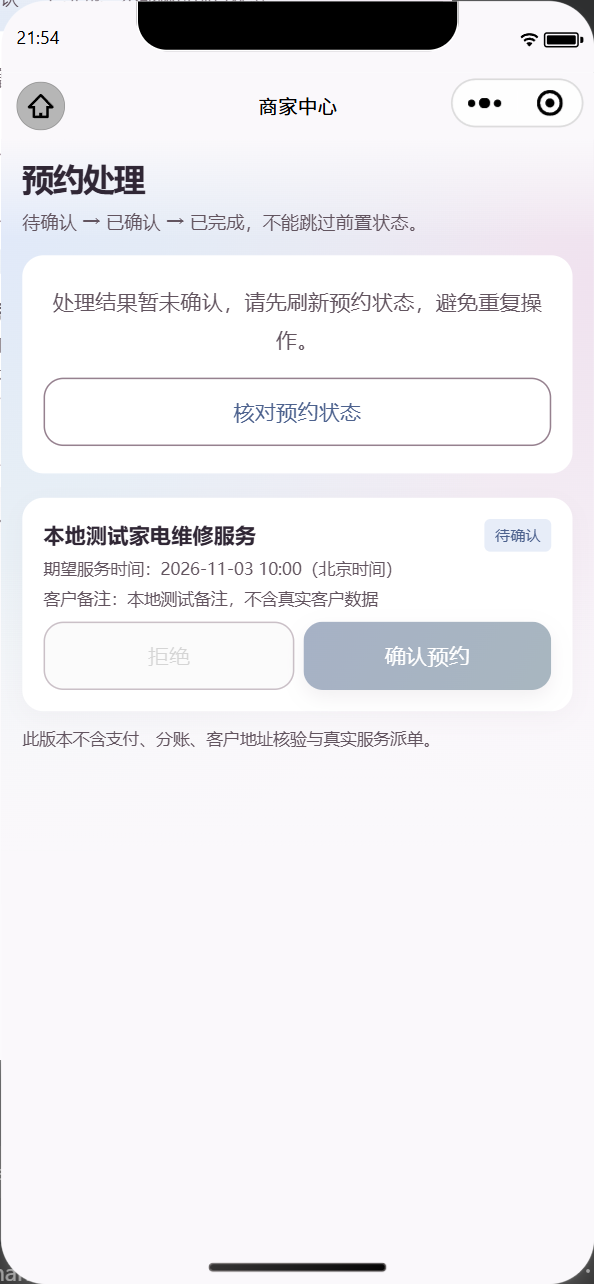 21:54
商家中心
预约处理
待确认 → 已确认 → 已完成，不能跳过前置状态。
处理结果暂未确认，请先刷新预约状态，避免重复操
作。
核对预约状态
本地测试家电维修服务
待确认
期望服务时间：2026-11-03 10:00（北京时间）
客户备注：本地测试备注，不含真实客户数据
拒绝
确认预约
此版本不含支付、分账、客户地址核验与真实服务派单。